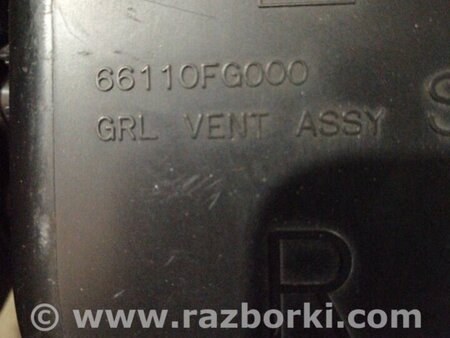 66110FG000
GRL VENT ASSY S
R
© www.razborki.com